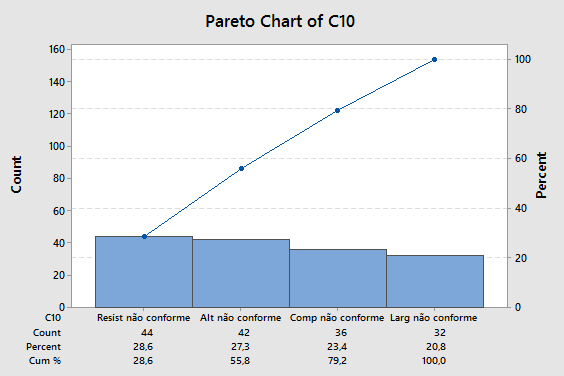 Pareto Chart of C10
160
140
120
100
80
60
40
20
0
Count
100
80
60
40
20
0
Percent
C10 Resist não conforme Alt não conforme Comp não conforme Larg não conforme
Count 44 42 36 32
Percent 28,6 27,3 23,4 20,8
Cum % 28,6 55,8 79,2 100,0